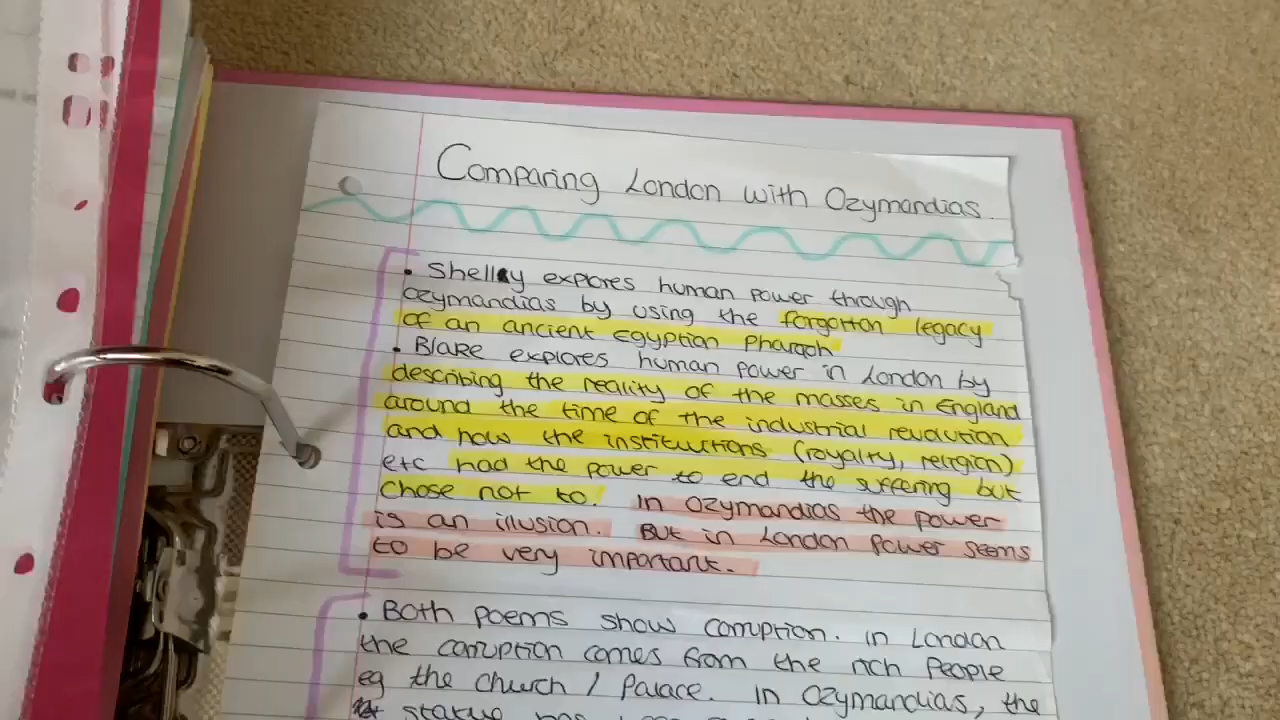 Comparing London with Ozymandias.
• Shelley explores human power through
Ozymandias by using the forgotton legacy
of an ancient Egyptian Pharaoh
• Blake explores human power in London by
describing the reality of the masses in England
around the time of the industrial revolution
and how the institutions (royalty, religion)
etc had the power to end the suffering but
chose not to. In Ozymandias the power
is an illusion. But in London power seems
to be very important.
• Both poems show corruption. in London
the corruption comes from the rich people
eg the church / Palace. In Ozymandias, the
statue has